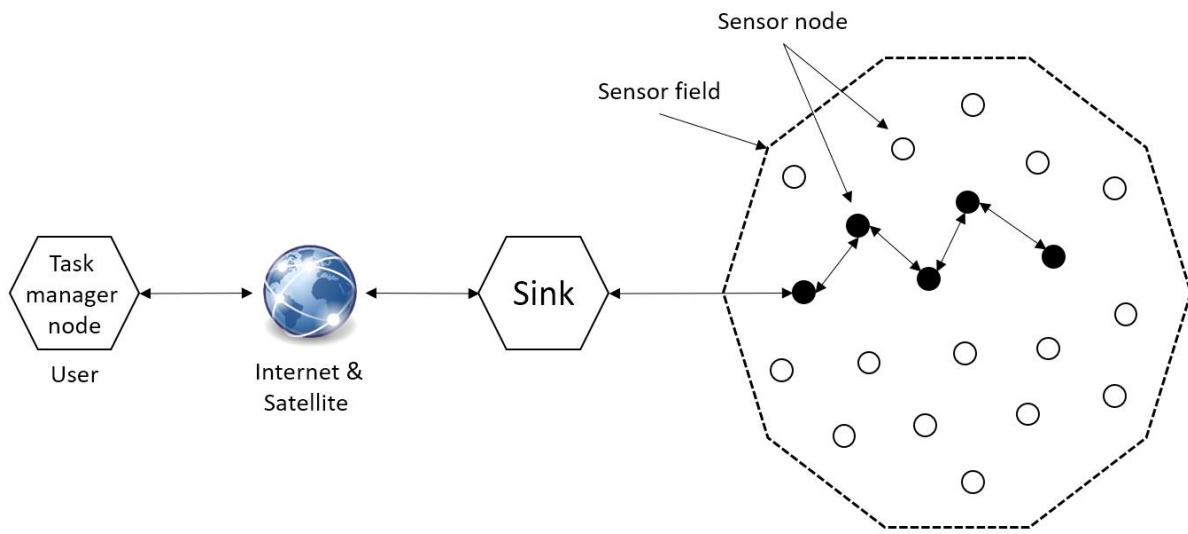 Sensor node
Sensor field
Task
manager
node
User
Internet &
Satellite
Sink